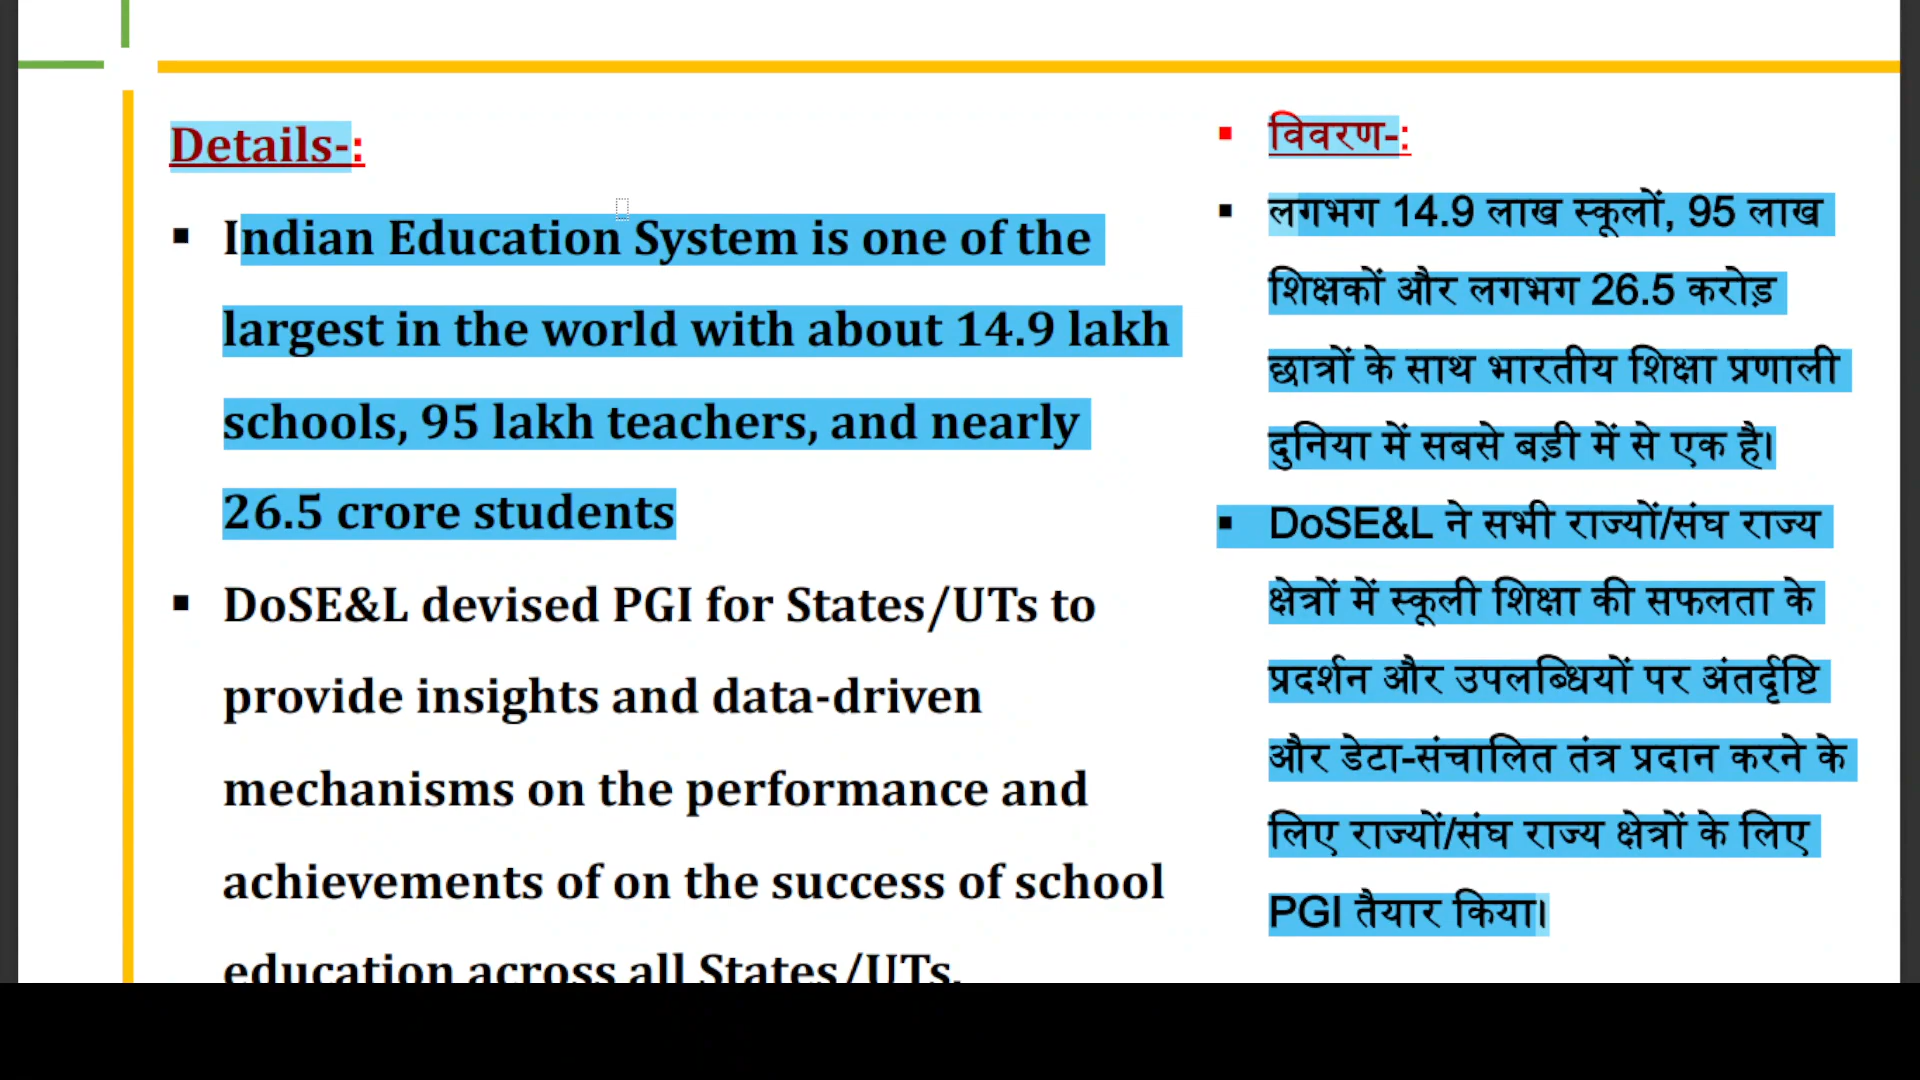 Details-:
▪ Indian Education System is one of the
largest in the world with about 14.9 lakh
schools, 95 lakh teachers, and nearly
26.5 crore students
▪ DoSE&L devised PGI for States/UTs to
provide insights and data-driven
mechanisms on the performance and
achievements of on the success of school
education across all States/UTs.
▪ विवरण-:
▪ लगभग 14.9 लाख स्कूलों, 95 लाख
शिक्षकों और लगभग 26.5 करोड़
छात्रों के साथ भारतीय शिक्षा प्रणाली
दुनिया में सबसे बड़ी में से एक है।
▪ DoSE&L ने सभी राज्यों/संघ राज्य
क्षेत्रों में स्कूली शिक्षा की सफलता के
प्रदर्शन और उपलब्धियों पर अंतर्दृष्टि
और डेटा-संचालित तंत्र प्रदान करने के
लिए राज्यों/संघ राज्य क्षेत्रों के लिए
PGI तैयार किया।